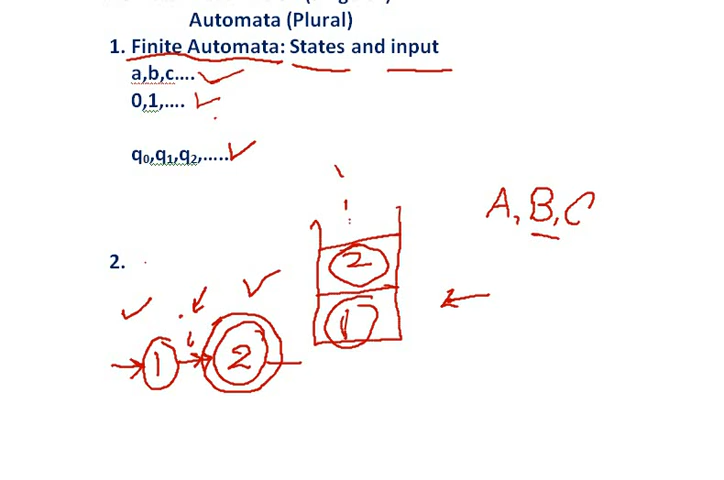 Automata (Plural)
1. Finite Automata: States and input
a,b,c....
0,1,....
q₀,q₁,q₂,.....
A, B, C
2.
2
1
1 i 2